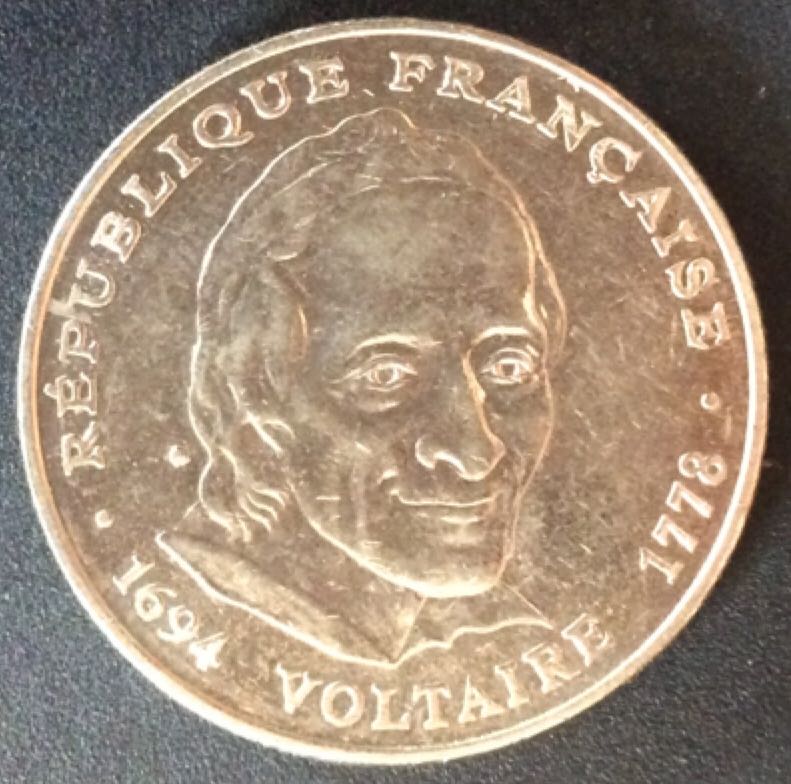 · RÉPUBLIQUE FRANÇAISE ·
1694 VOLTAIRE 1778